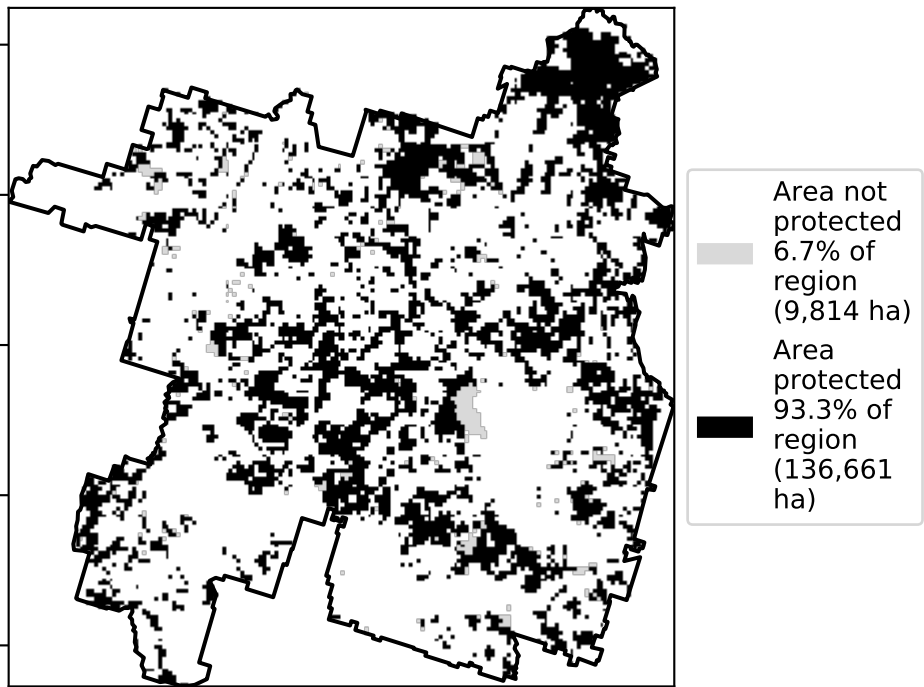 Area not
protected
6.7% of
region
(9,814 ha)
Area
protected
93.3% of
region
(136,661
ha)